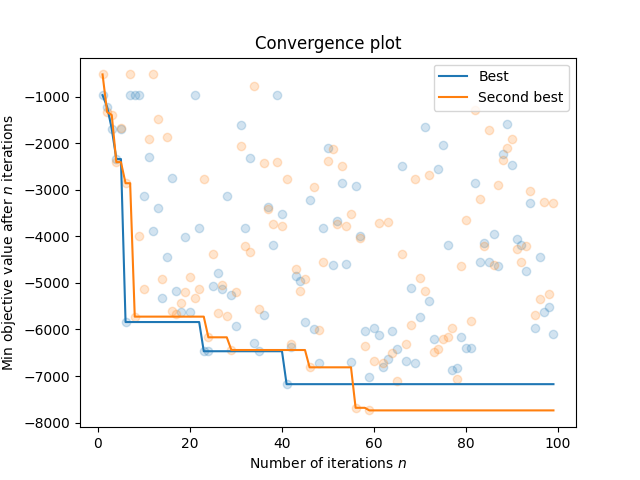 Convergence plot
Best
Second best
−1000
−2000
−3000
−4000
−5000
−6000
−7000
−8000
Min objective value after n iterations
0 20 40 60 80 100
Number of iterations n